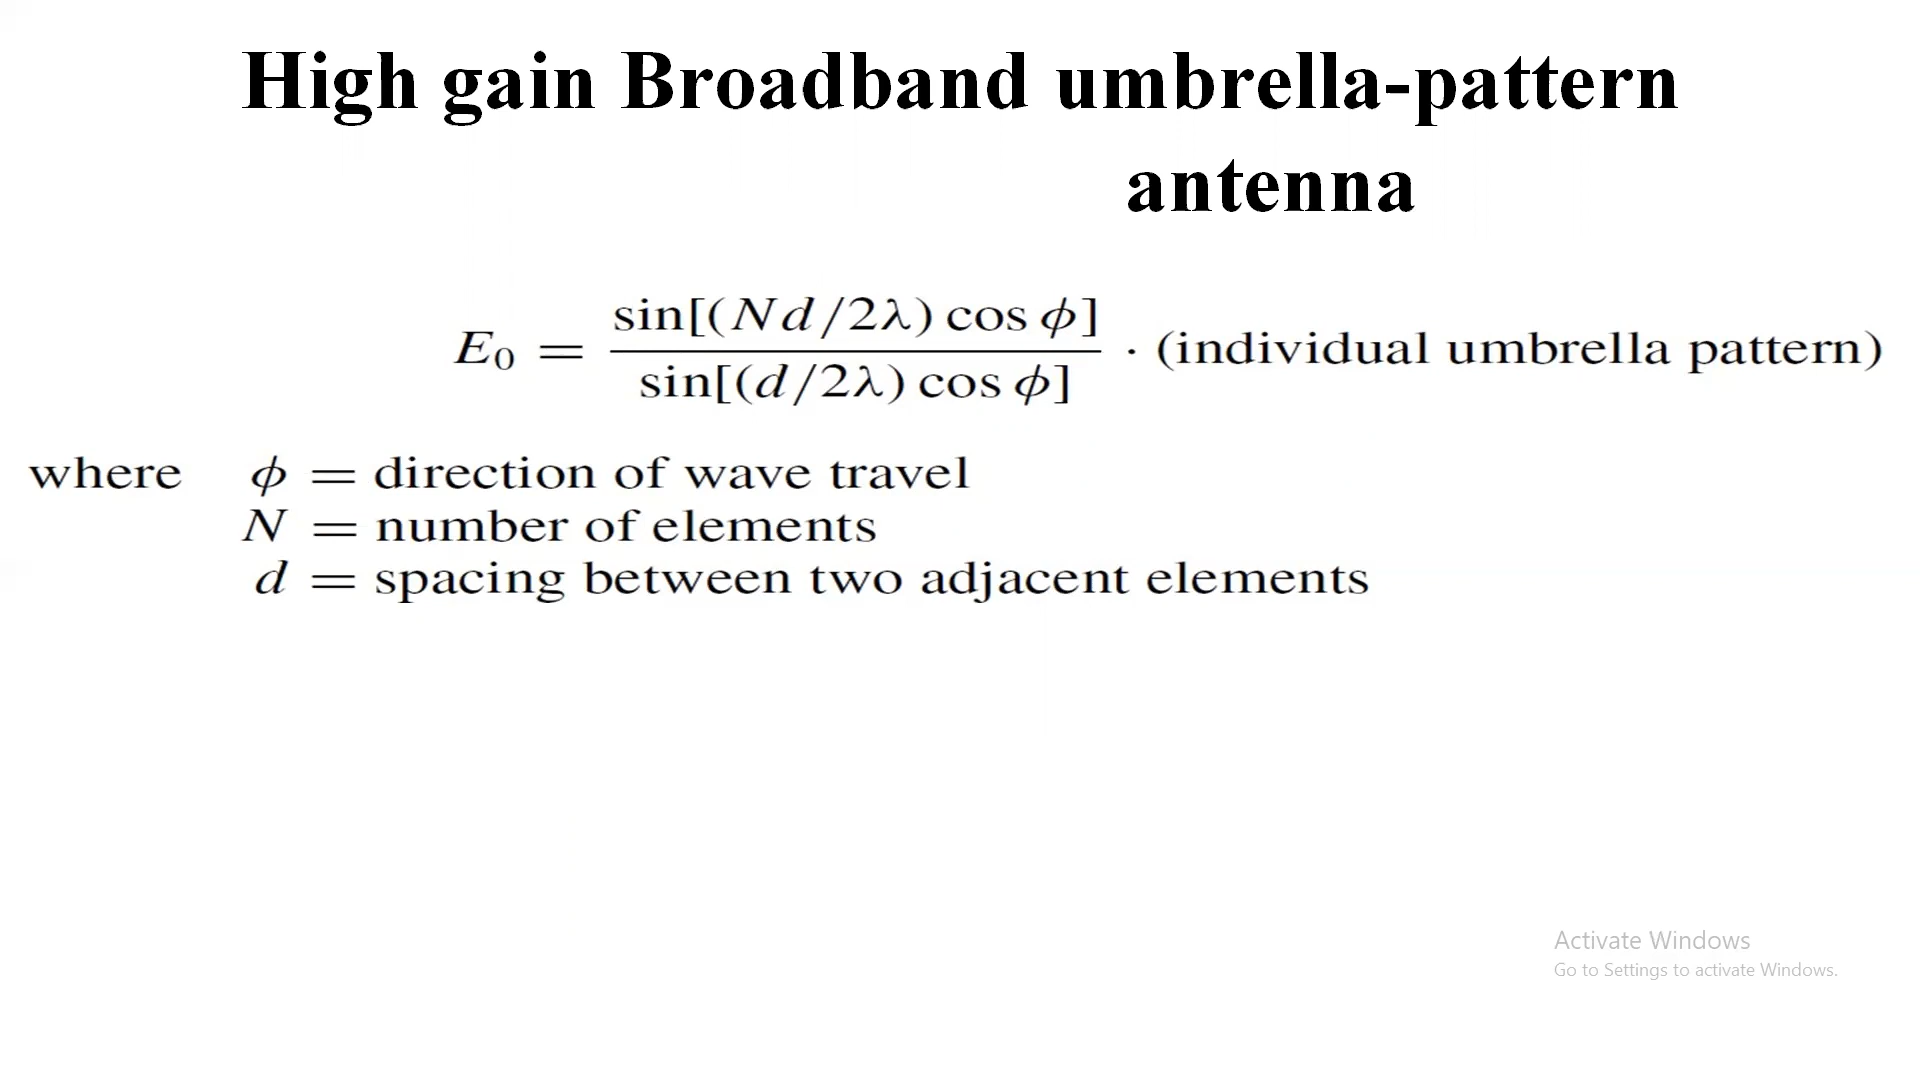 High gain Broadband umbrella-pattern
antenna
E₀ = sin[(Nd/2λ) cos ϕ] / sin[(d/2λ) cos ϕ] · (individual umbrella pattern)
where ϕ = direction of wave travel
N = number of elements
d = spacing between two adjacent elements
Activate Windows
Go to Settings to activate Windows.